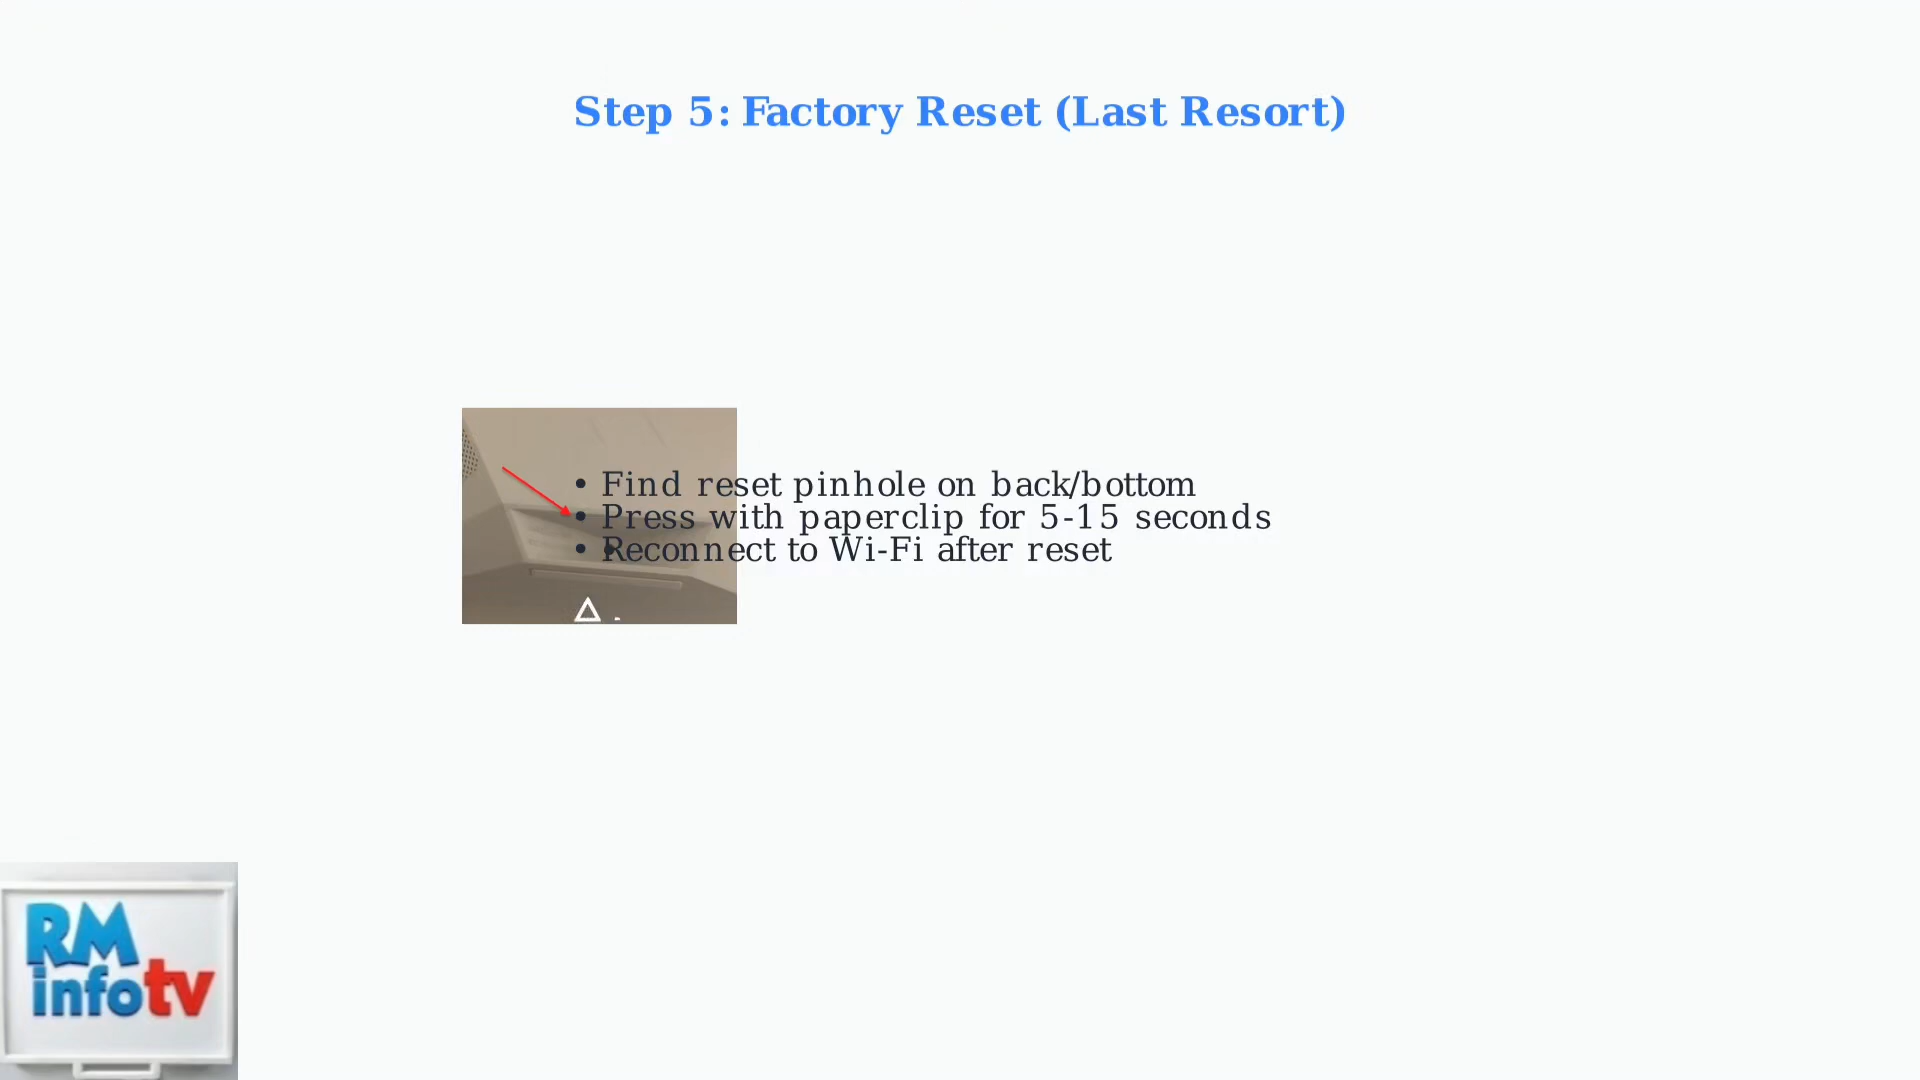 Step 5: Factory Reset (Last Resort)
• Find reset pinhole on back/bottom
• Press with paperclip for 5-15 seconds
• Reconnect to Wi-Fi after reset
RM
infotv